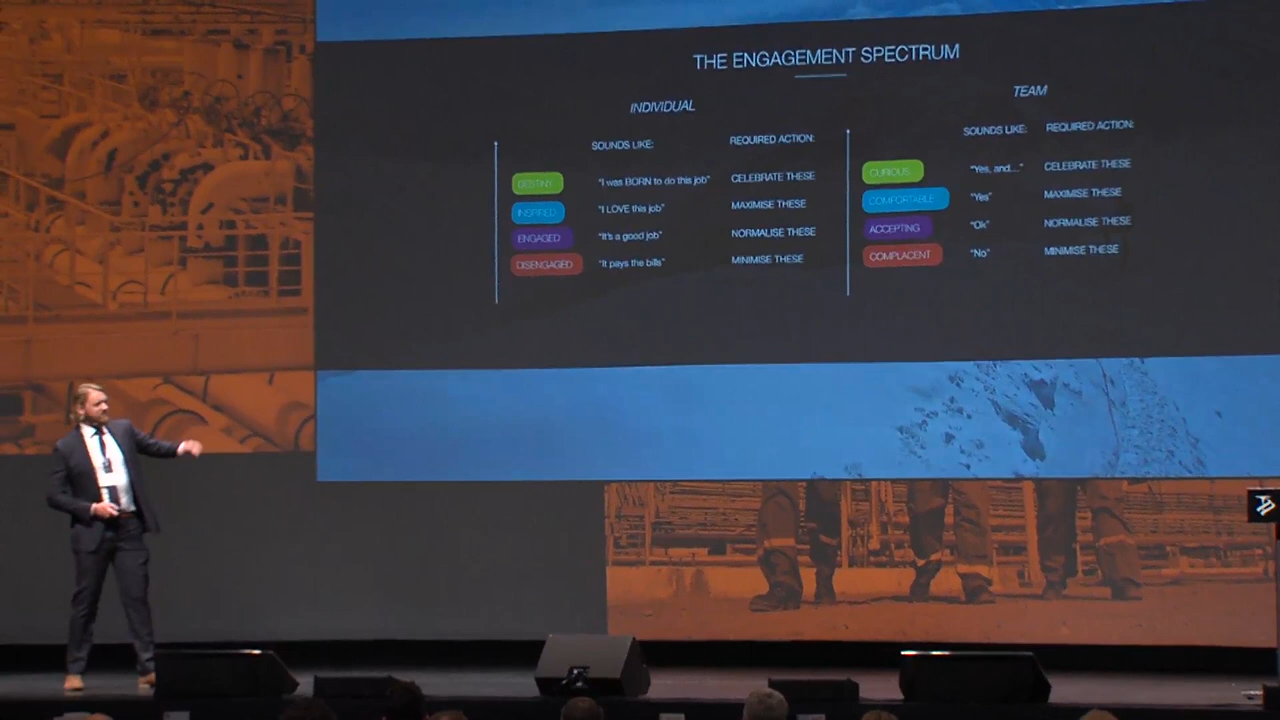 THE ENGAGEMENT SPECTRUM
INDIVIDUAL
SOUNDS LIKE: REQUIRED ACTION:
DESTINY "I was BORN to do this job" CELEBRATE THESE
INSPIRED "I LOVE this job" MAXIMISE THESE
ENGAGED "It's a good job" NORMALISE THESE
DISENGAGED "It pays the bills" MINIMISE THESE
TEAM
SOUNDS LIKE: REQUIRED ACTION:
CURIOUS "Yes, and...." CELEBRATE THESE
COMFORTABLE "Yes" MAXIMISE THESE
ACCEPTING "Ok" NORMALISE THESE
COMPLACENT "No" MINIMISE THESE